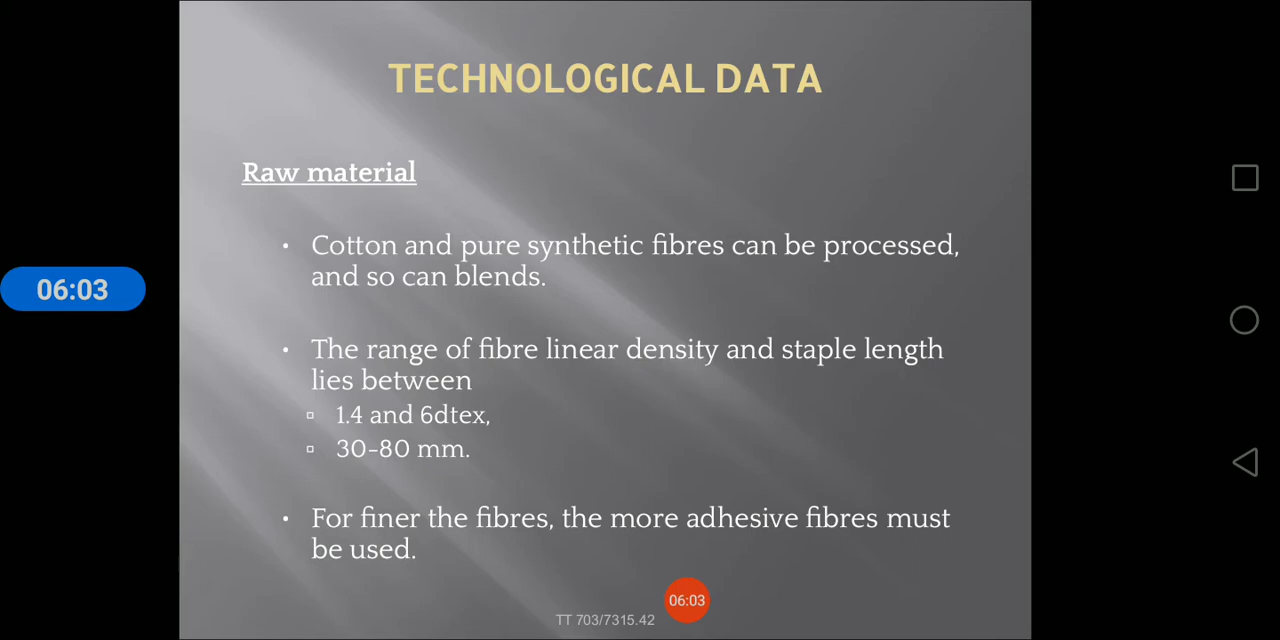 TECHNOLOGICAL DATA
Raw material
• Cotton and pure synthetic fibres can be processed,
and so can blends.
• The range of fibre linear density and staple length
lies between
▫ 1.4 and 6dtex,
▫ 30-80 mm.
• For finer the fibres, the more adhesive fibres must
be used.
06:03
06:03
TT 703/7315.42